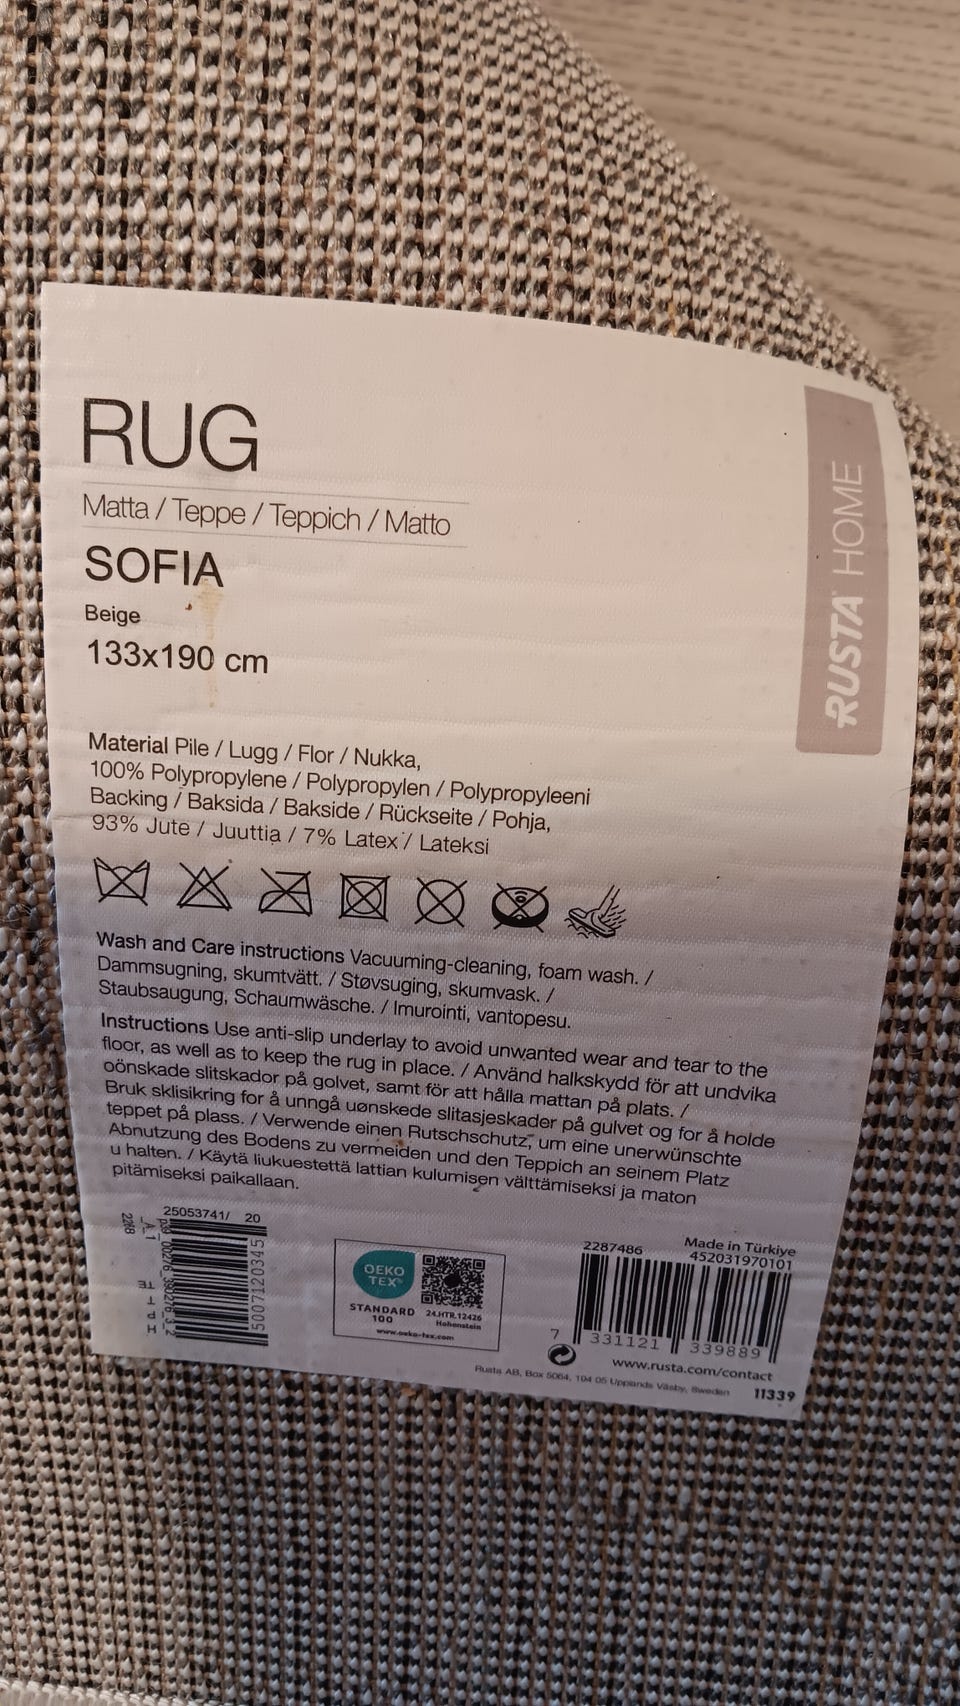 RUG
Matta / Teppe / Teppich / Matto
SOFIA
Beige
133x190 cm
RUSTA HOME
Material Pile / Lugg / Flor / Nukka,
100% Polypropylene / Polypropylen / Polypropyleeni
Backing / Baksida / Bakside / Rückseite / Pohja,
93% Jute / Juuttia / 7% Latex / Lateksi
Wash and Care instructions Vacuuming-cleaning, foam wash. /
Dammsugning, skumtvätt. / Støvsuging, skumvask. /
Staubsaugung, Schaumwäsche. / Imurointi, vantopesu.
Instructions Use anti-slip underlay to avoid unwanted wear and tear to the
floor, as well as to keep the rug in place. / Använd halkskydd för att undvika
oönskade slitskador på golvet, samt för att hålla mattan på plats. /
Bruk sklisikring for å unngå uønskede slitasjeskader på gulvet og for å holde
teppet på plass. / Verwende einen Rutschschutz, um eine unerwünschte
Abnutzung des Bodens zu vermeiden und den Teppich an seinem Platz
u halten. / Käytä liukuestettä lattian kulumisen välttämiseksi ja maton
pitämiseksi paikallaan.
25053741/ 20
5007120345
OEKO
TEX®
STANDARD
100
24.HTR.12426
Hohenstein
www.oeko-tex.com
2287486
Made in Türkiye
452031970101
7 331121 339889
www.rusta.com/contact
Rusta AB, Box 5064, 194 05 Upplands Väsby, Sweden
11339